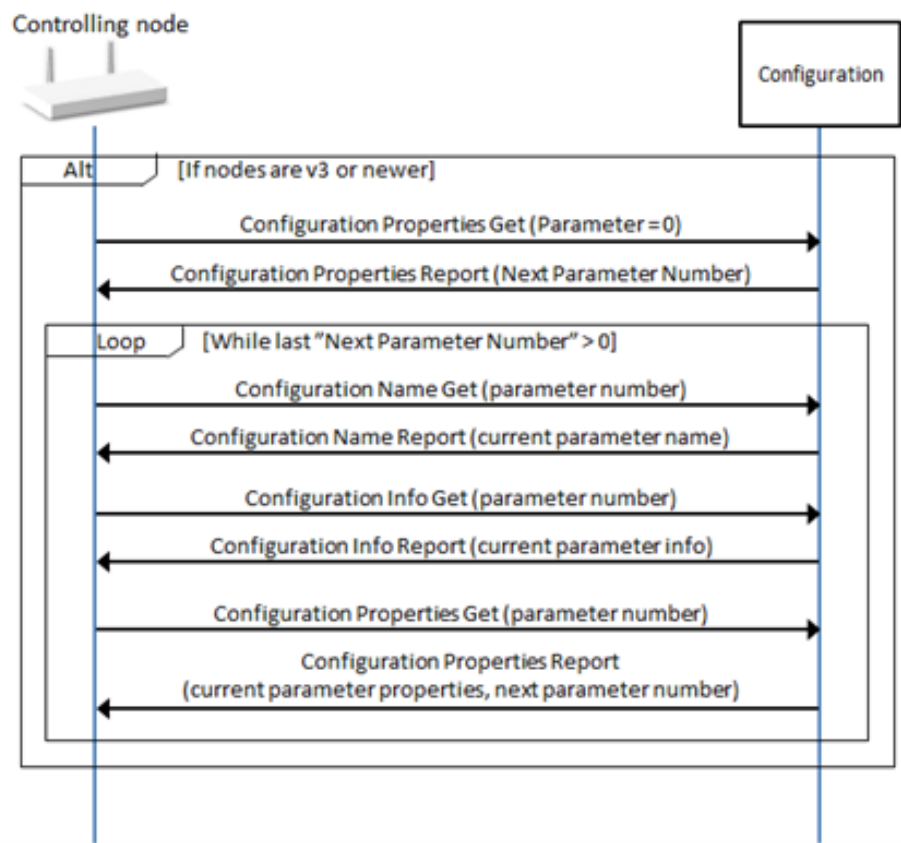 Controlling node
Configuration
Alt
[If nodes are v3 or newer]
Configuration Properties Get (Parameter = 0)
Configuration Properties Report (Next Parameter Number)
Loop
[While last ”Next Parameter Number” > 0]
Configuration Name Get (parameter number)
Configuration Name Report (current parameter name)
Configuration Info Get (parameter number)
Configuration Info Report (current parameter info)
Configuration Properties Get (parameter number)
Configuration Properties Report
(current parameter properties, next parameter number)